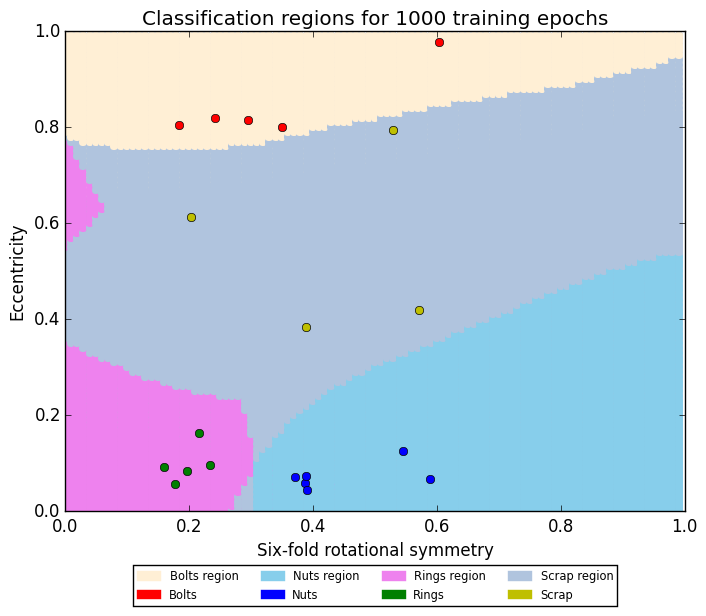 Classification regions for 1000 training epochs
1.0
0.8
0.6
0.4
0.2
0.0
Eccentricity
0.0 0.2 0.4 0.6 0.8 1.0
Six-fold rotational symmetry
Bolts region Nuts region Rings region Scrap region
Bolts Nuts Rings Scrap